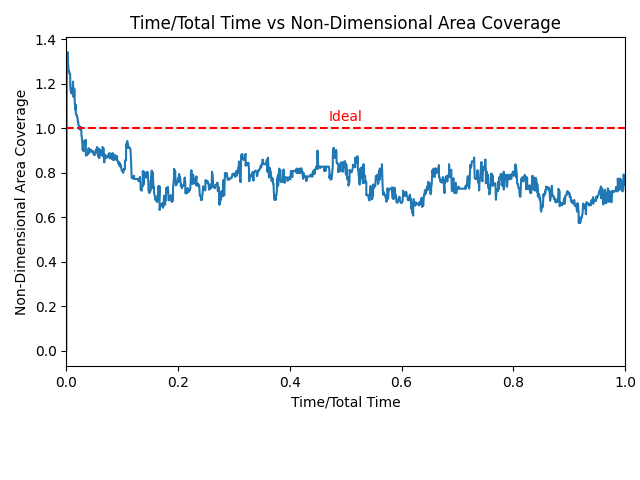 Time/Total Time vs Non-Dimensional Area Coverage
Non-Dimensional Area Coverage
1.4
1.2
1.0
0.8
0.6
0.4
0.2
0.0
Ideal
0.0 0.2 0.4 0.6 0.8 1.0
Time/Total Time